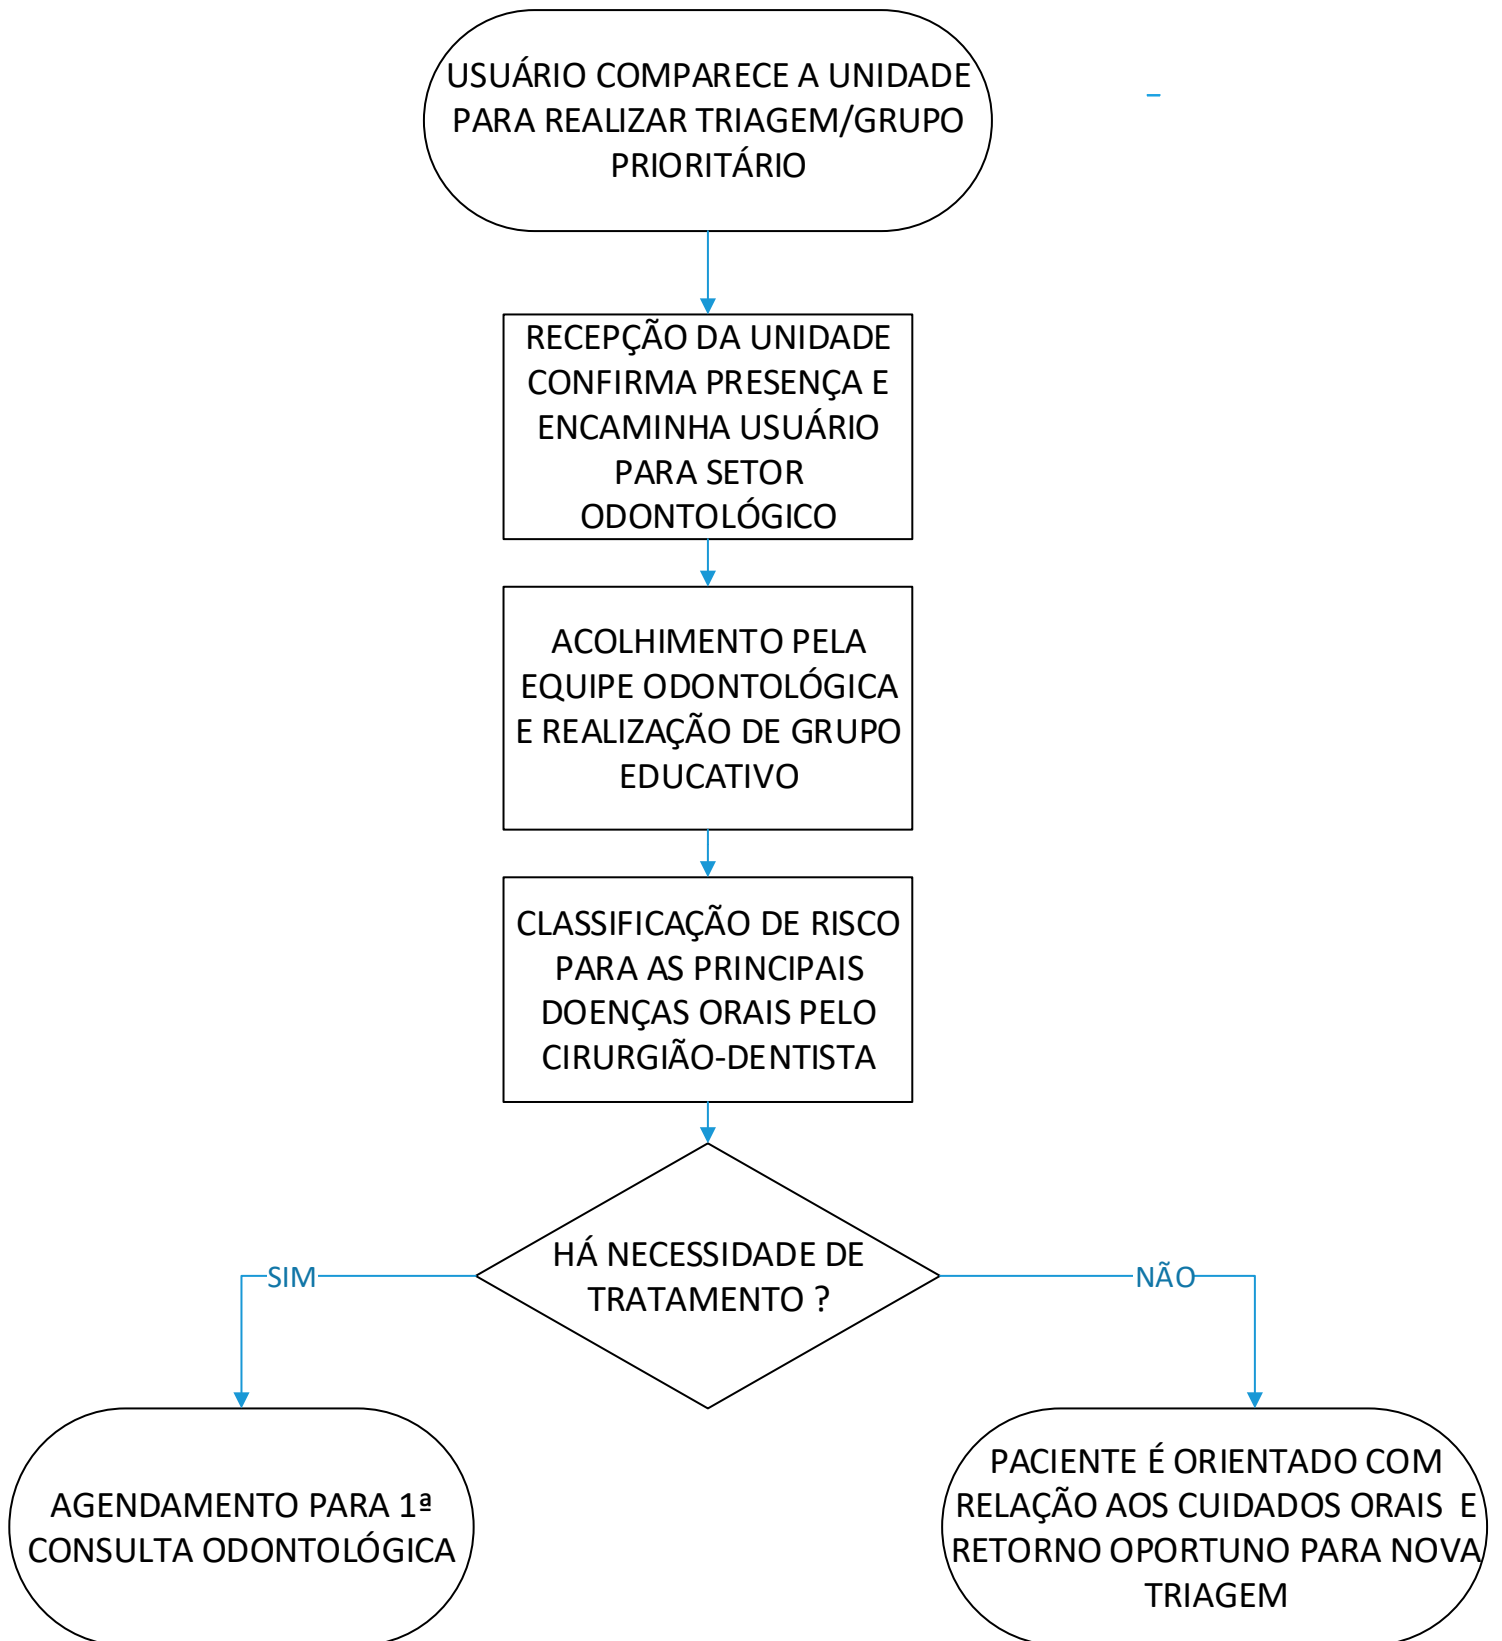 USUÁRIO COMPARECE A UNIDADE
PARA REALIZAR TRIAGEM/GRUPO
PRIORITÁRIO
RECEPÇÃO DA UNIDADE
CONFIRMA PRESENÇA E
ENCAMINHA USUÁRIO
PARA SETOR
ODONTOLÓGICO
ACOLHIMENTO PELA
EQUIPE ODONTOLÓGICA
E REALIZAÇÃO DE GRUPO
EDUCATIVO
CLASSIFICAÇÃO DE RISCO
PARA AS PRINCIPAIS
DOENÇAS ORAIS PELO
CIRURGIÃO-DENTISTA
HÁ NECESSIDADE DE
TRATAMENTO ?
SIM
NÃO
AGENDAMENTO PARA 1ª
CONSULTA ODONTOLÓGICA
PACIENTE É ORIENTADO COM
RELAÇÃO AOS CUIDADOS ORAIS  E
RETORNO OPORTUNO PARA NOVA
TRIAGEM